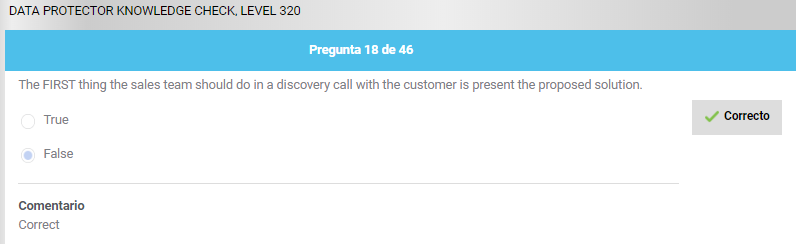 DATA PROTECTOR KNOWLEDGE CHECK, LEVEL 320
Pregunta 18 de 46
The FIRST thing the sales team should do in a discovery call with the customer is present the proposed solution.
True
Correcto
False
Comentario
Correct